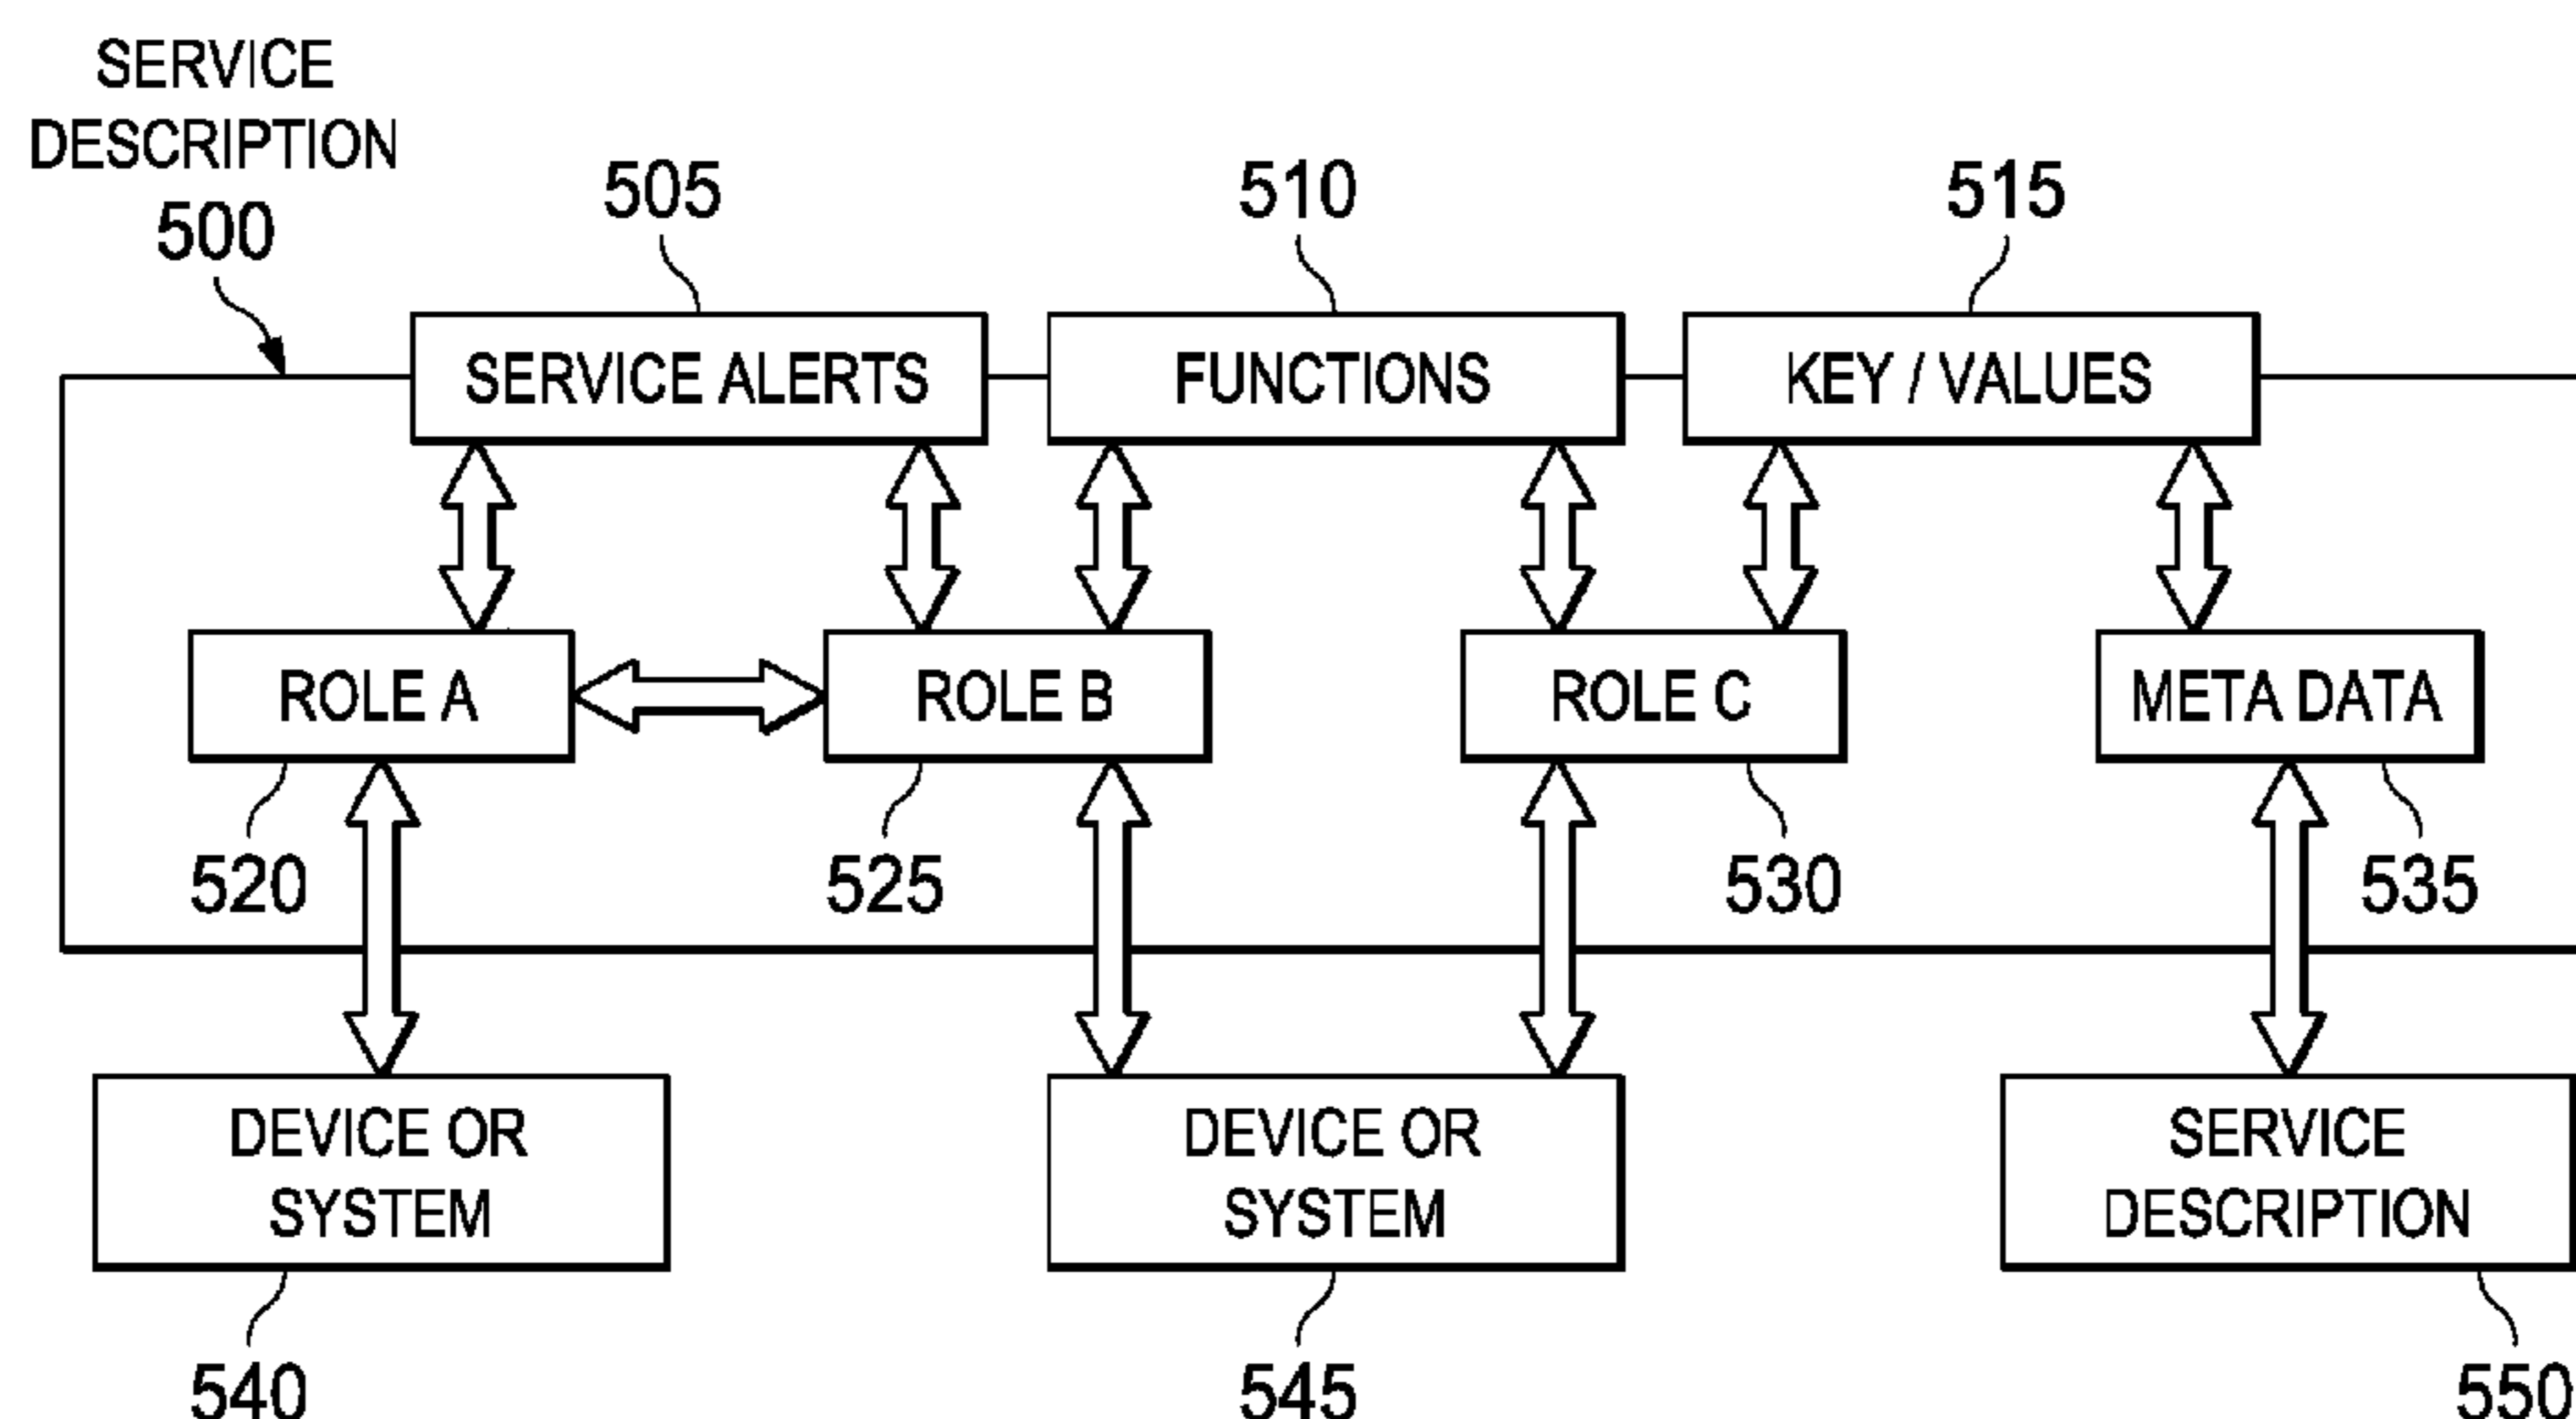 SERVICE
DESCRIPTION
500
505
510
515
SERVICE ALERTS
FUNCTIONS
KEY / VALUES
ROLE A
ROLE B
ROLE C
META DATA
520
525
530
535
DEVICE OR
SYSTEM
DEVICE OR
SYSTEM
SERVICE
DESCRIPTION
540
545
550